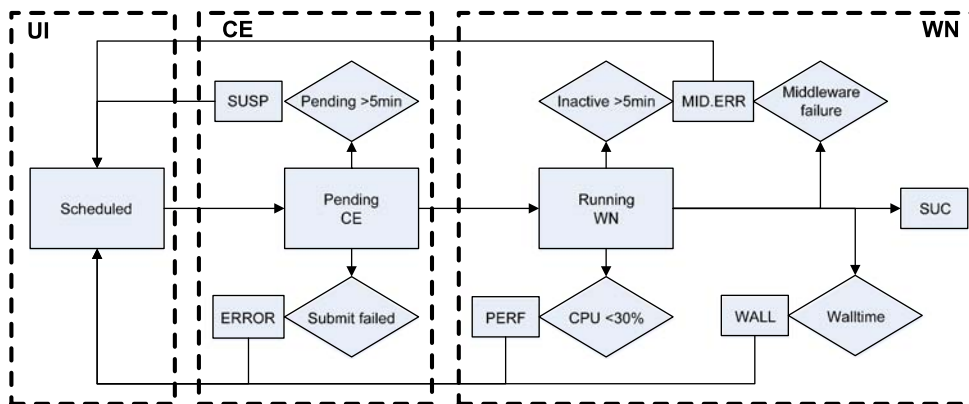 UI
CE
WN
SUSP
Pending >5min
Inactive >5min
MID.ERR
Middleware
failure
Scheduled
Pending
CE
Running
WN
SUC
ERROR
Submit failed
PERF
CPU <30%
WALL
Walltime